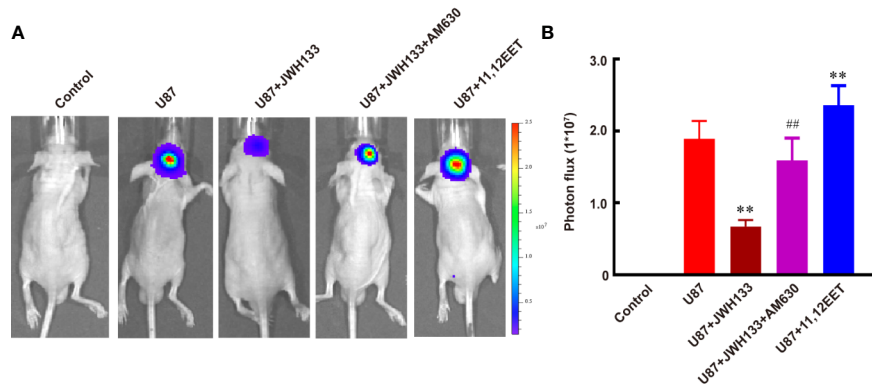 A
Control
U87
U87+JWH133
U87+JWH133+AM630
U87+11,12EET
2.5
2.0
1.5
x10⁷
1.0
0.5
B
Photon flux (1*10⁷)
3.0
2.0
1.0
0
**
##
**
Control
U87
U87+JWH133
U87+JWH133+AM630
U87+11,12EET